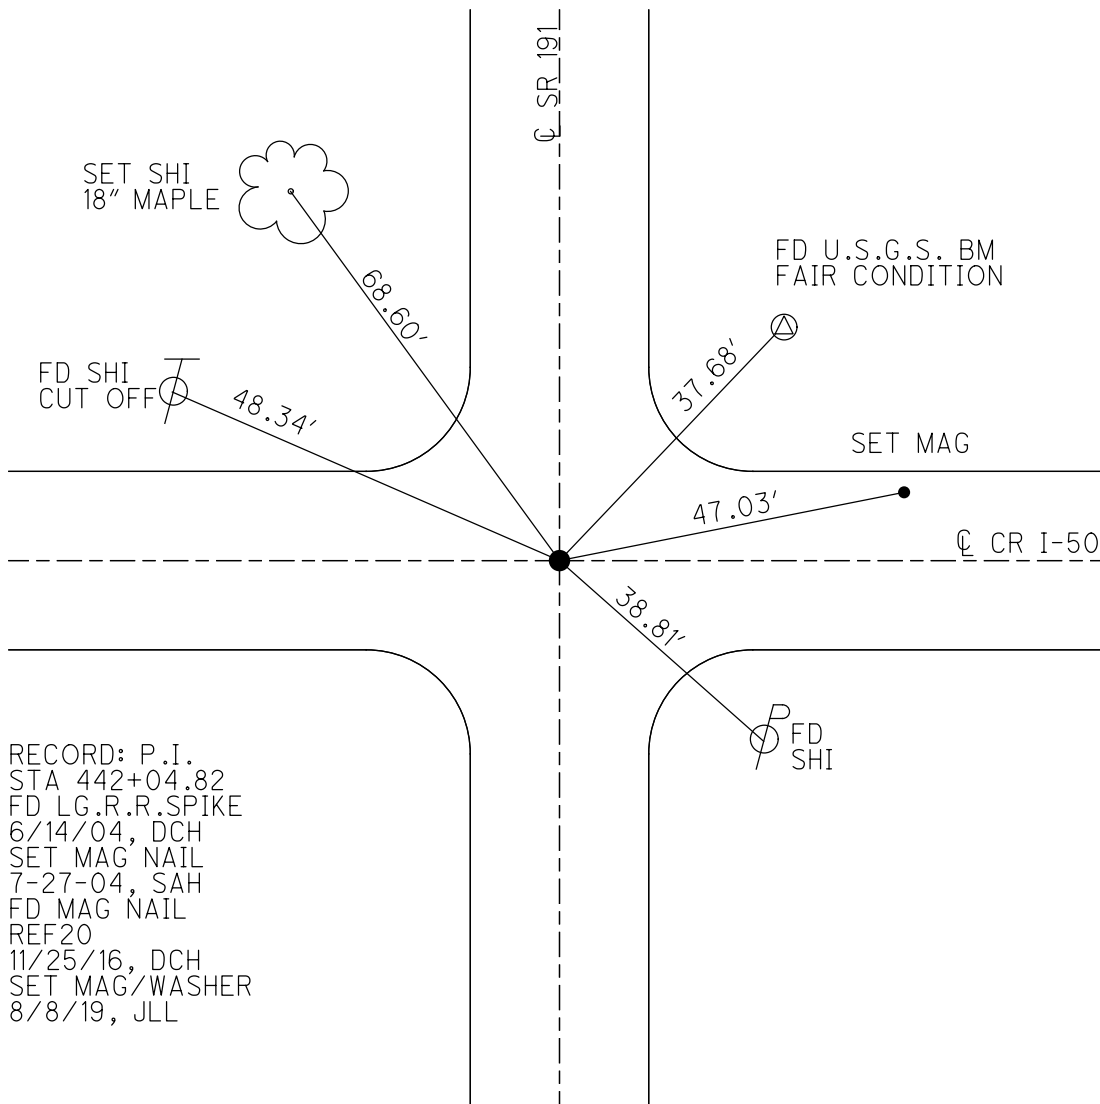 ℄ SR 191
SET SHI
18" MAPLE
FD U.S.G.S. BM
FAIR CONDITION
68.60'
37.68'
FD SHI
CUT OFF
48.34'
SET MAG
47.03'
℄ CR I-50
38.81'
FD
SHI
RECORD: P.I.
STA 442+04.82
FD LG.R.R.SPIKE
6/14/04, DCH
SET MAG NAIL
7-27-04, SAH
FD MAG NAIL
REF20
11/25/16, DCH
SET MAG/WASHER
8/8/19, JLL